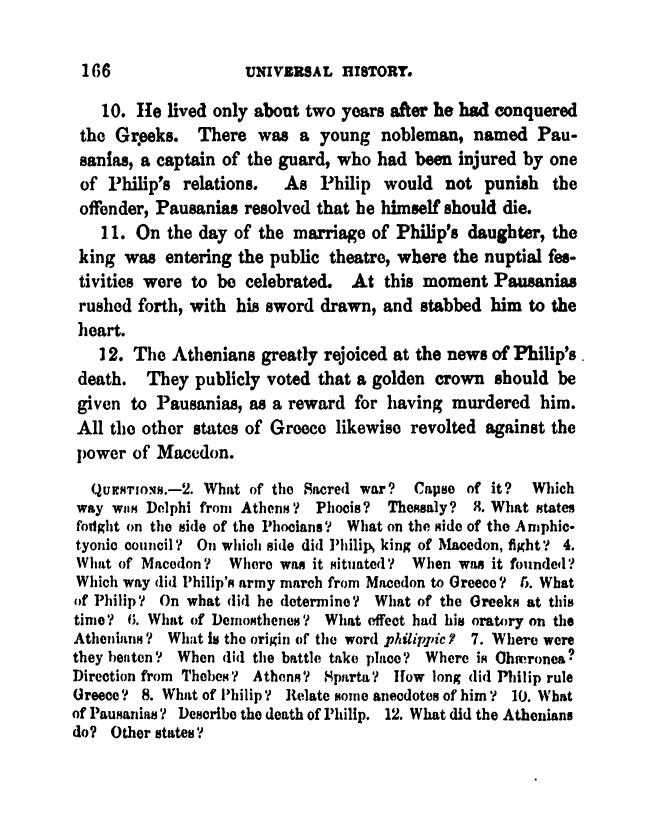 166 UNIVERSAL HISTORY.
10. He lived only about two years after he had conquered
the Greeks. There was a young nobleman, named Pau-
sanias, a captain of the guard, who had been injured by one
of Philip's relations. As Philip would not punish the
offender, Pausanias resolved that he himself should die.
11. On the day of the marriage of Philip's daughter, the
king was entering the public theatre, where the nuptial fes-
tivities were to be celebrated. At this moment Pausanias
rushed forth, with his sword drawn, and stabbed him to the
heart.
12. The Athenians greatly rejoiced at the news of Philip's
death. They publicly voted that a golden crown should be
given to Pausanias, as a reward for having murdered him.
All the other states of Greece likewise revolted against the
power of Macedon.
QUESTIONS.—2. What of the Sacred war? Cause of it? Which
way was Delphi from Athens? Phocis? Thessaly? 3. What states
fought on the side of the Phocians? What on the side of the Amphic-
tyonic council? On which side did Philip, king of Macedon, fight? 4.
What of Macedon? Where was it situated? When was it founded?
Which way did Philip's army march from Macedon to Greece? 5. What
of Philip? On what did he determine? What of the Greeks at this
time? 6. What of Demosthenes? What effect had his oratory on the
Athenians? What is the origin of the word philippic? 7. Where were
they beaten? When did the battle take place? Where is Chæronea?
Direction from Thebes? Athens? Sparta? How long did Philip rule
Greece? 8. What of Philip? Relate some anecdotes of him? 10. What
of Pausanias? Describe the death of Philip. 12. What did the Athenians
do? Other states?